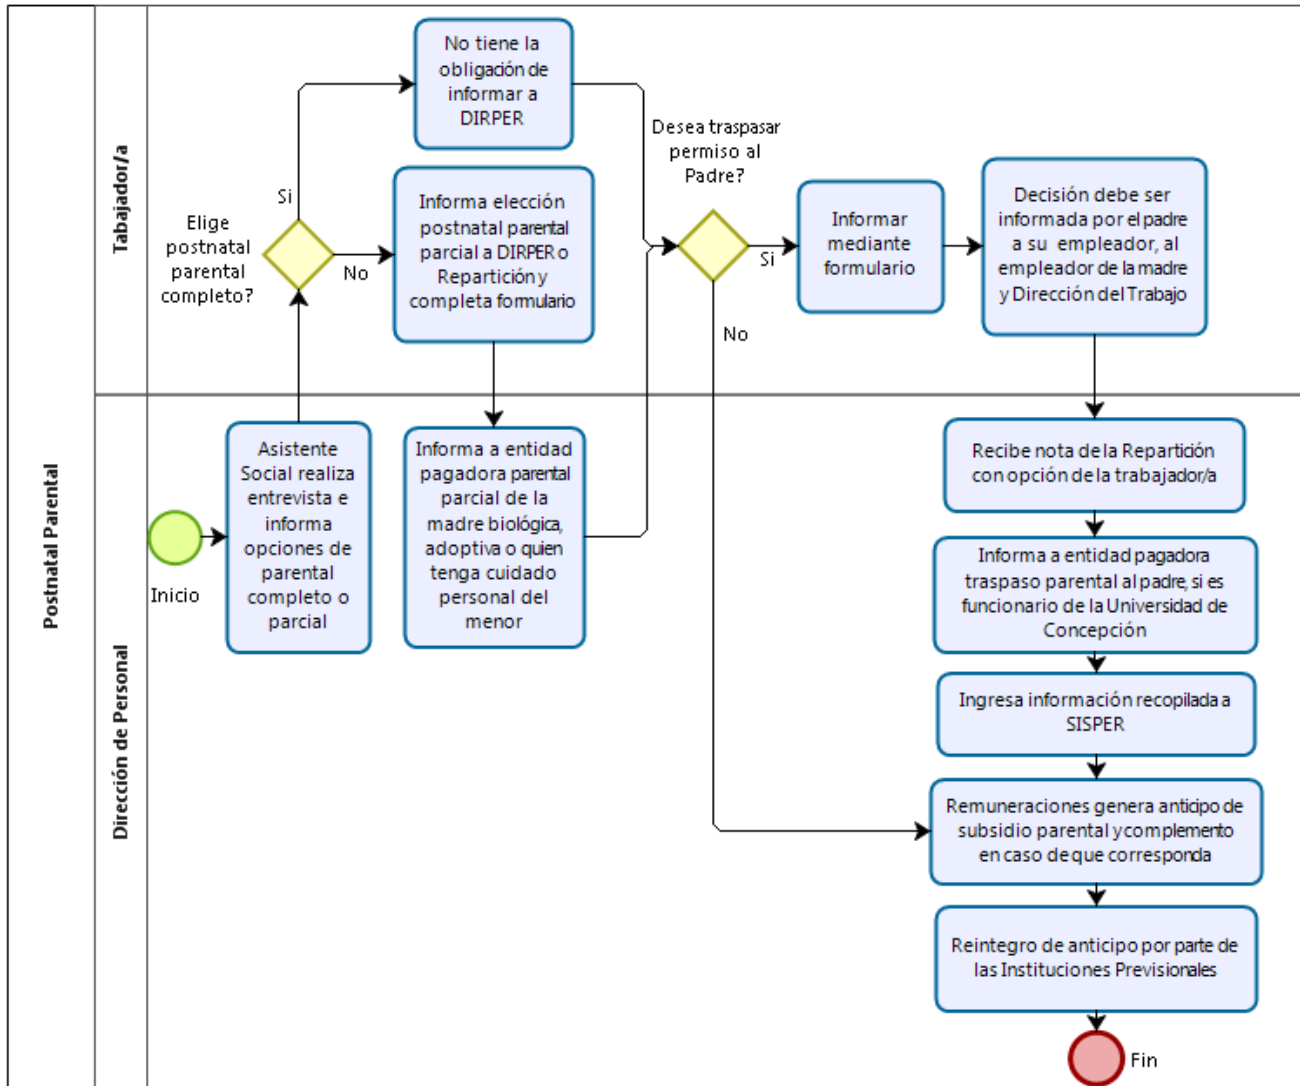 Postnatal Parental
Tabajador/a
Dirección de Personal
Inicio
Asistente
Social realiza
entrevista e
informa
opciones de
parental
completo o
parcial
Elige
postnatal
parental
completo?
Si
No
No tiene la
obligación de
informar a
DIRPER
Informa elección
postnatal parental
parcial a DIRPER o
Repartición y
completa formulario
Informa a entidad
pagadora parental
parcial de la
madre biológica,
adoptiva o quien
tenga cuidado
personal del
menor
Desea traspasar
permiso al
Padre?
Si
No
Informar
mediante
formulario
Decisión debe ser
informada por el padre
a su empleador, al
empleador de la madre
y Dirección del Trabajo
Recibe nota de la Repartición
con opción de la trabajador/a
Informa a entidad pagadora
traspaso parental al padre, si es
funcionario de la Universidad de
Concepción
Ingresa información recopilada a
SISPER
Remuneraciones genera anticipo de
subsidio parental y complemento
en caso de que corresponda
Reintegro de anticipo por parte de
las Instituciones Previsionales
Fin